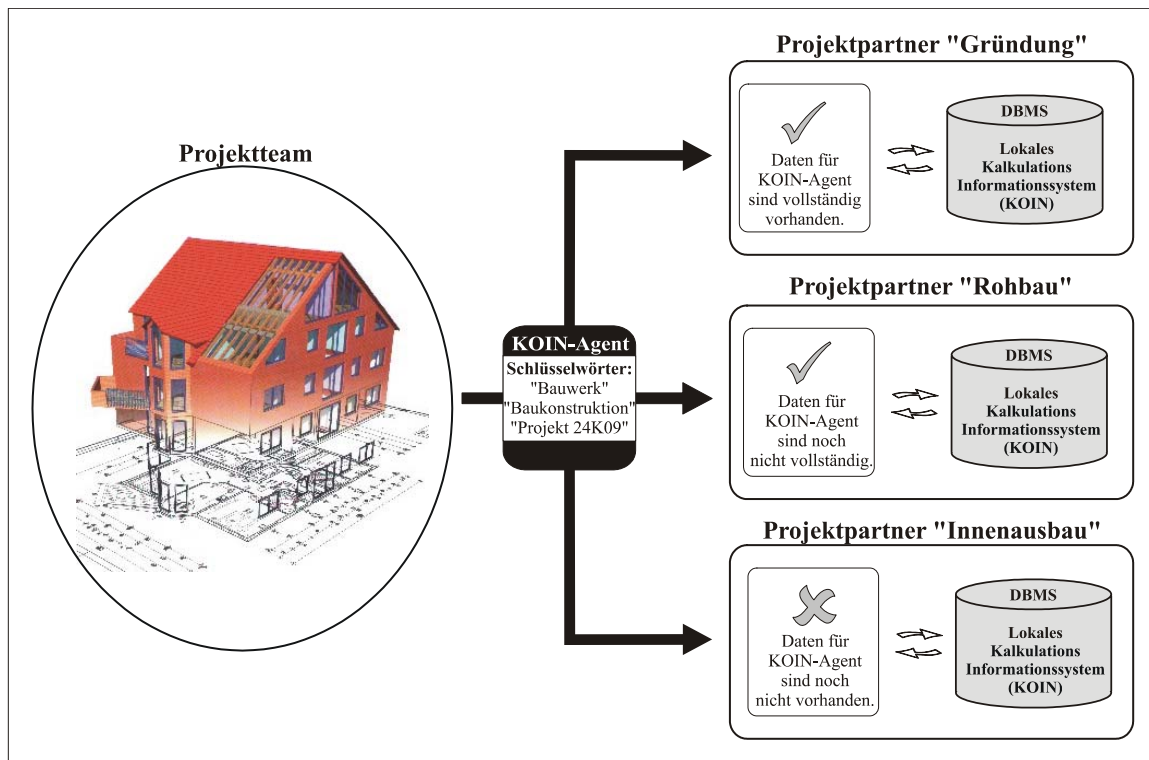 Projektteam
KOIN-Agent
Schlüsselwörter:
"Bauwerk"
"Baukonstruktion"
"Projekt 24K09"
Projektpartner "Gründung"
Daten für
KOIN-Agent
sind vollständig
vorhanden.
DBMS
Lokales
Kalkulations
Informationssystem
(KOIN)
Projektpartner "Rohbau"
Daten für
KOIN-Agent
sind noch
nicht vollständig.
DBMS
Lokales
Kalkulations
Informationssystem
(KOIN)
Projektpartner "Innenausbau"
Daten für
KOIN-Agent
sind noch
nicht vorhanden.
DBMS
Lokales
Kalkulations
Informationssystem
(KOIN)